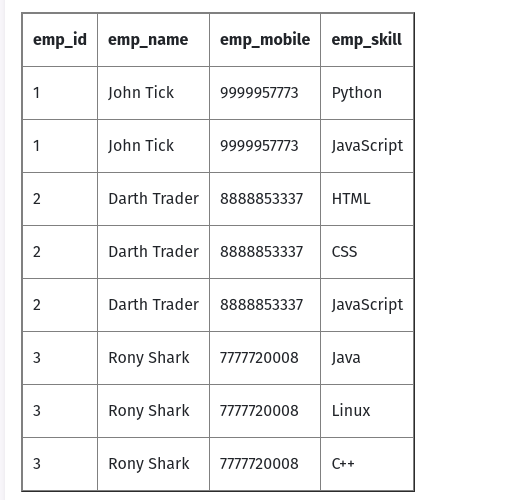 emp_id emp_name emp_mobile emp_skill
1 John Tick 9999957773 Python
1 John Tick 9999957773 JavaScript
2 Darth Trader 8888853337 HTML
2 Darth Trader 8888853337 CSS
2 Darth Trader 8888853337 JavaScript
3 Rony Shark 7777720008 Java
3 Rony Shark 7777720008 Linux
3 Rony Shark 7777720008 C++